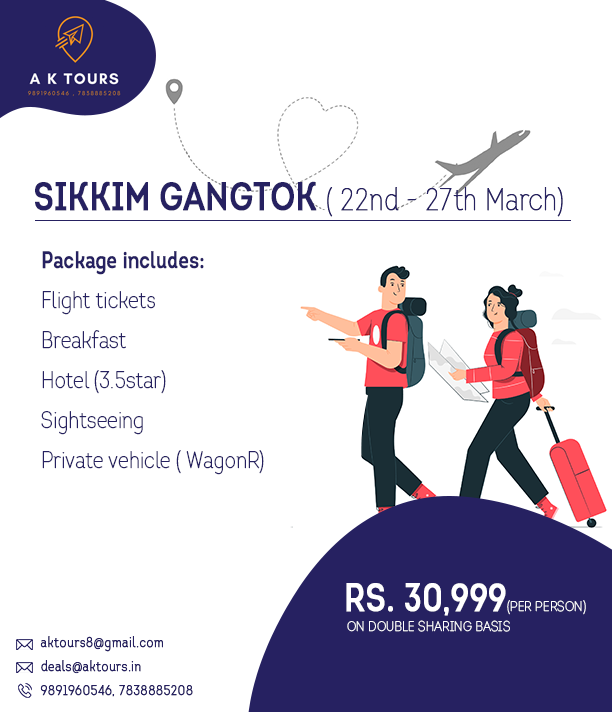 A K TOURS
9891960546 , 7838885208
SIKKIM GANGTOK ( 22nd - 27th March)
Package includes:
Flight tickets
Breakfast
Hotel (3.5star)
Sightseeing
Private vehicle ( WagonR)
RS. 30,999(PER PERSON)
ON DOUBLE SHARING BASIS
aktours8@gmail.com
deals@aktours.in
9891960546, 7838885208